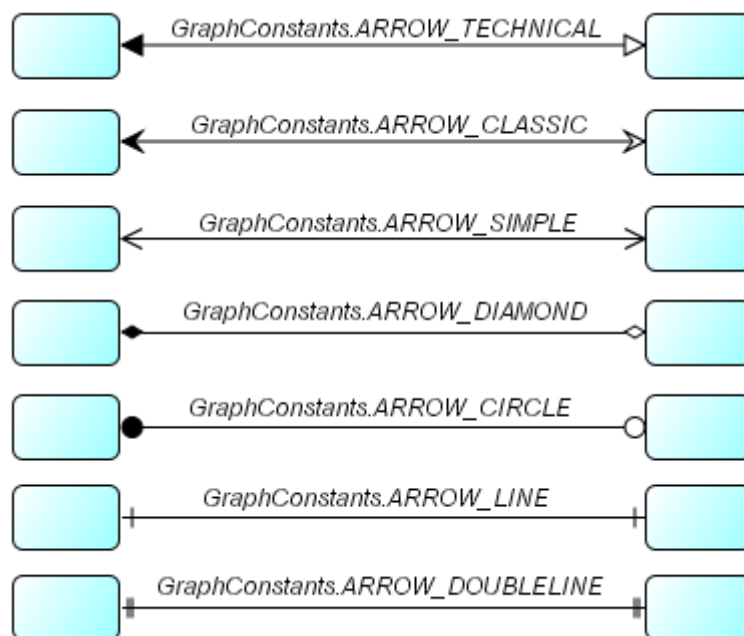 GraphConstants.ARROW_TECHNICAL
GraphConstants.ARROW_CLASSIC
GraphConstants.ARROW_SIMPLE
GraphConstants.ARROW_DIAMOND
GraphConstants.ARROW_CIRCLE
GraphConstants.ARROW_LINE
GraphConstants.ARROW_DOUBLELINE